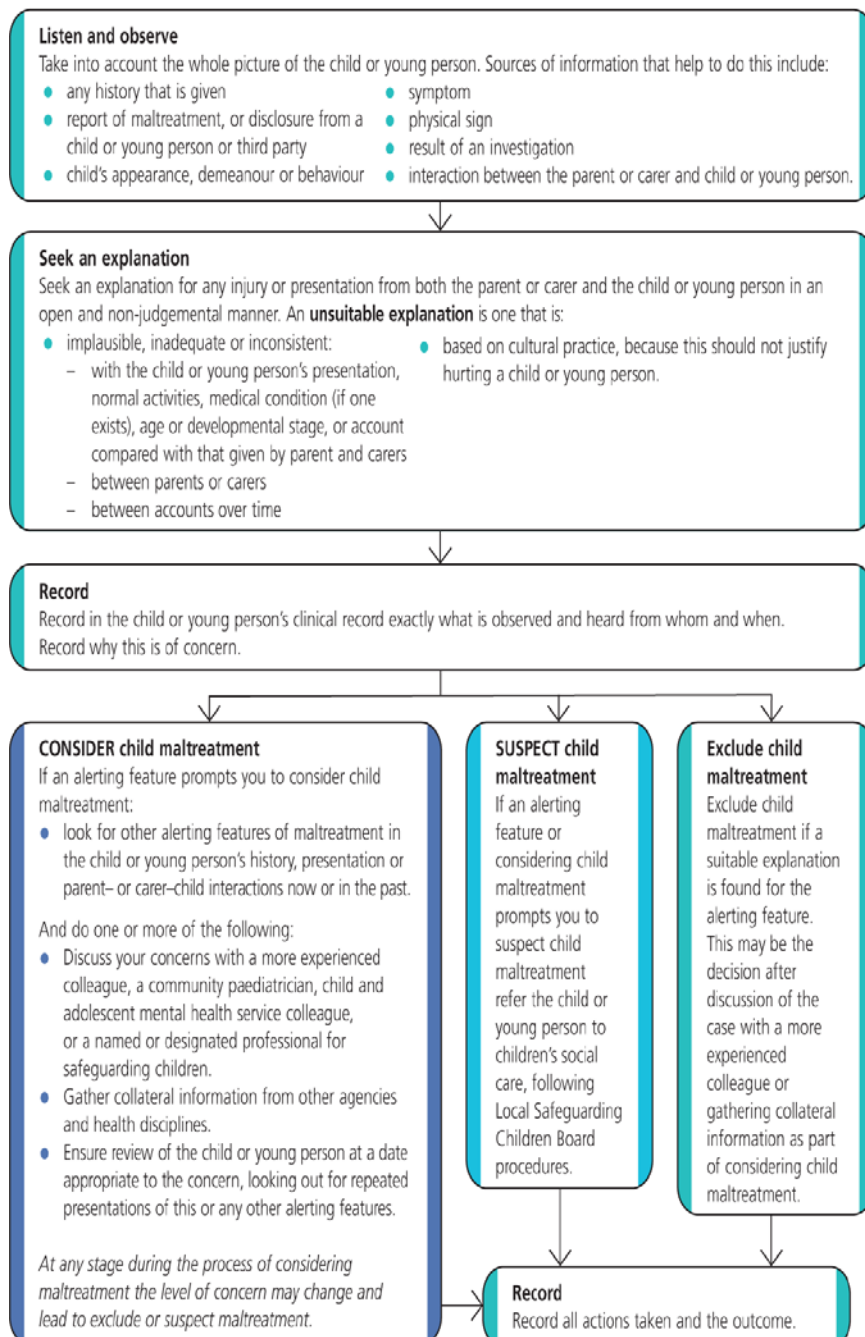 Listen and observe
Take into account the whole picture of the child or young person. Sources of information that help to do this include:
• any history that is given
• report of maltreatment, or disclosure from a
child or young person or third party
• child's appearance, demeanour or behaviour
• symptom
• physical sign
• result of an investigation
• interaction between the parent or carer and child or young person.
Seek an explanation
Seek an explanation for any injury or presentation from both the parent or carer and the child or young person in an
open and non-judgemental manner. An unsuitable explanation is one that is:
• implausible, inadequate or inconsistent:
– with the child or young person's presentation,
normal activities, medical condition (if one
exists), age or developmental stage, or account
compared with that given by parent and carers
– between parents or carers
– between accounts over time
• based on cultural practice, because this should not justify
hurting a child or young person.
Record
Record in the child or young person's clinical record exactly what is observed and heard from whom and when.
Record why this is of concern.
CONSIDER child maltreatment
If an alerting feature prompts you to consider child
maltreatment:
• look for other alerting features of maltreatment in
the child or young person's history, presentation or
parent– or carer–child interactions now or in the past.
And do one or more of the following:
• Discuss your concerns with a more experienced
colleague, a community paediatrician, child and
adolescent mental health service colleague,
or a named or designated professional for
safeguarding children.
• Gather collateral information from other agencies
and health disciplines.
• Ensure review of the child or young person at a date
appropriate to the concern, looking out for repeated
presentations of this or any other alerting features.
At any stage during the process of considering
maltreatment the level of concern may change and
lead to exclude or suspect maltreatment.
SUSPECT child
maltreatment
If an alerting
feature or
considering child
maltreatment
prompts you to
suspect child
maltreatment
refer the child or
young person to
children's social
care, following
Local Safeguarding
Children Board
procedures.
Exclude child
maltreatment
Exclude child
maltreatment if a
suitable explanation
is found for the
alerting feature.
This may be the
decision after
discussion of the
case with a more
experienced
colleague or
gathering collateral
information as part
of considering child
maltreatment.
Record
Record all actions taken and the outcome.